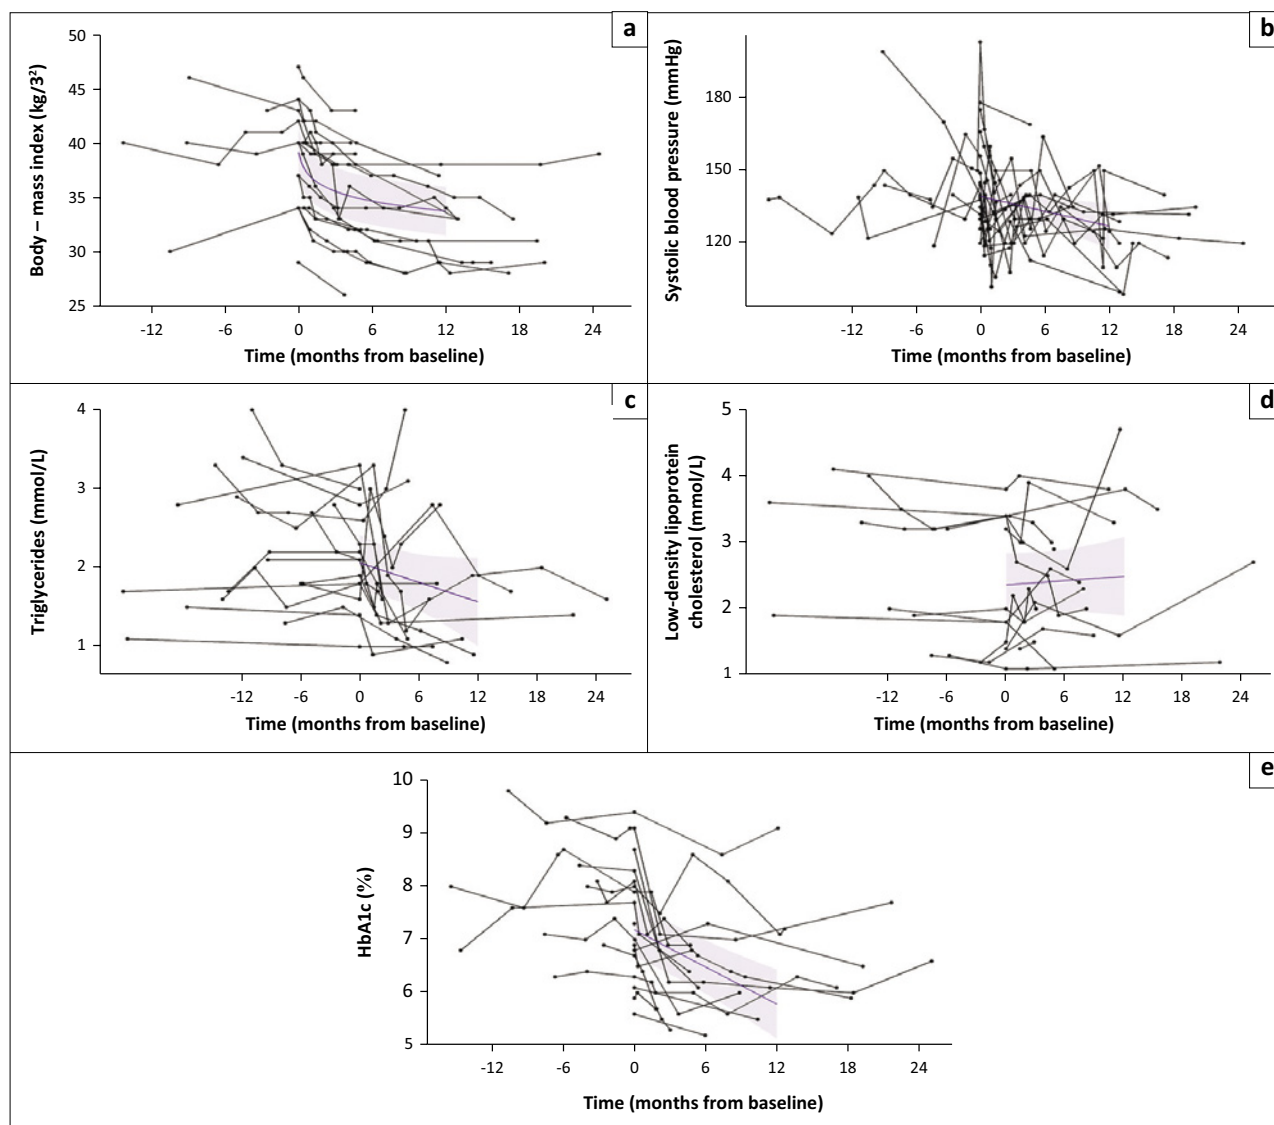 a
50
45
40
35
30
25
Body – mass index (kg/3²)
-12 -6 0 6 12 18 24
Time (months from baseline)
b
180
150
120
Systolic blood pressure (mmHg)
-12 -6 0 6 12 18 24
Time (months from baseline)
c
4
3
2
1
Triglycerides (mmol/L)
-12 -6 0 6 12 18 24
Time (months from baseline)
d
5
4
3
2
1
Low-density lipoprotein
cholesterol (mmol/L)
-12 -6 0 6 12 18 24
Time (months from baseline)
e
10
9
8
7
6
5
HbA1c (%)
-12 -6 0 6 12 18 24
Time (months from baseline)